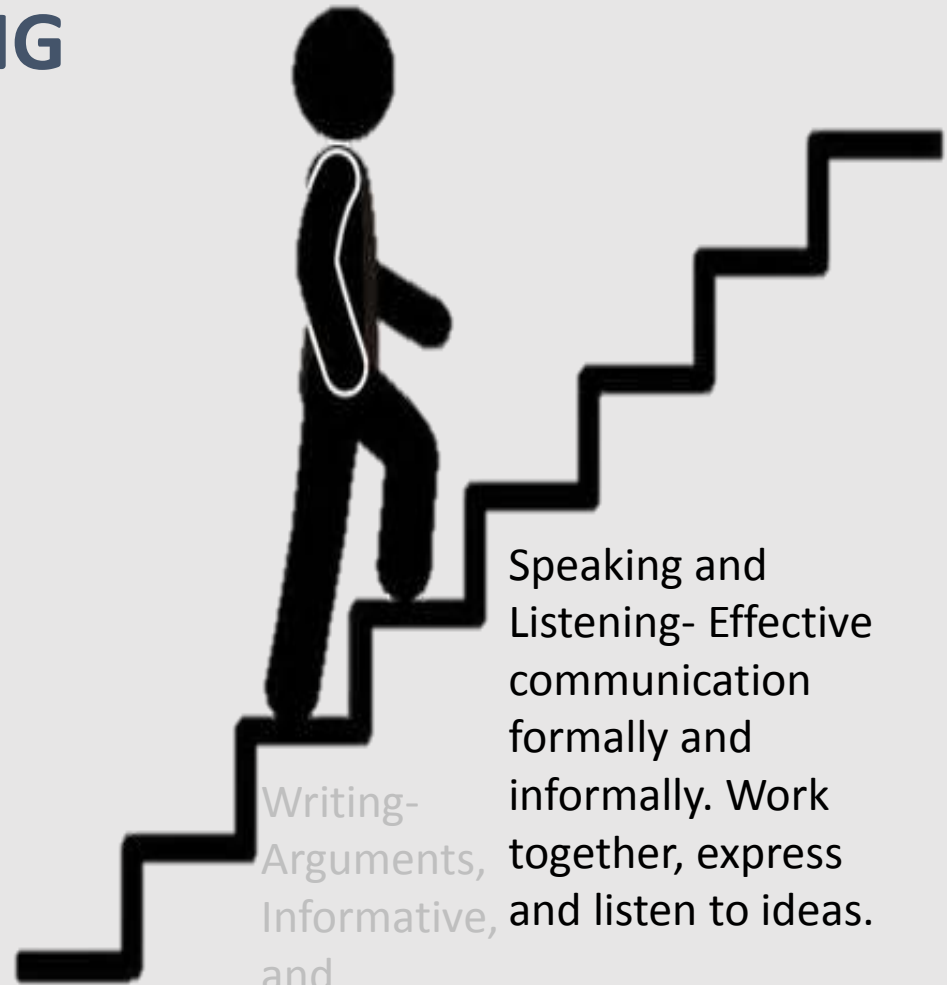 IG
Speaking and
Listening- Effective
communication
formally and
informally. Work
together, express
and listen to ideas.
Writing-
Arguments,
Informative,
and